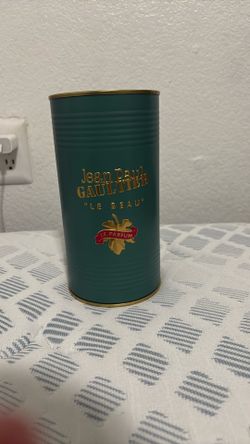 Jean Paul
GAULTIER
"LE BEAU"
LE PARFUM